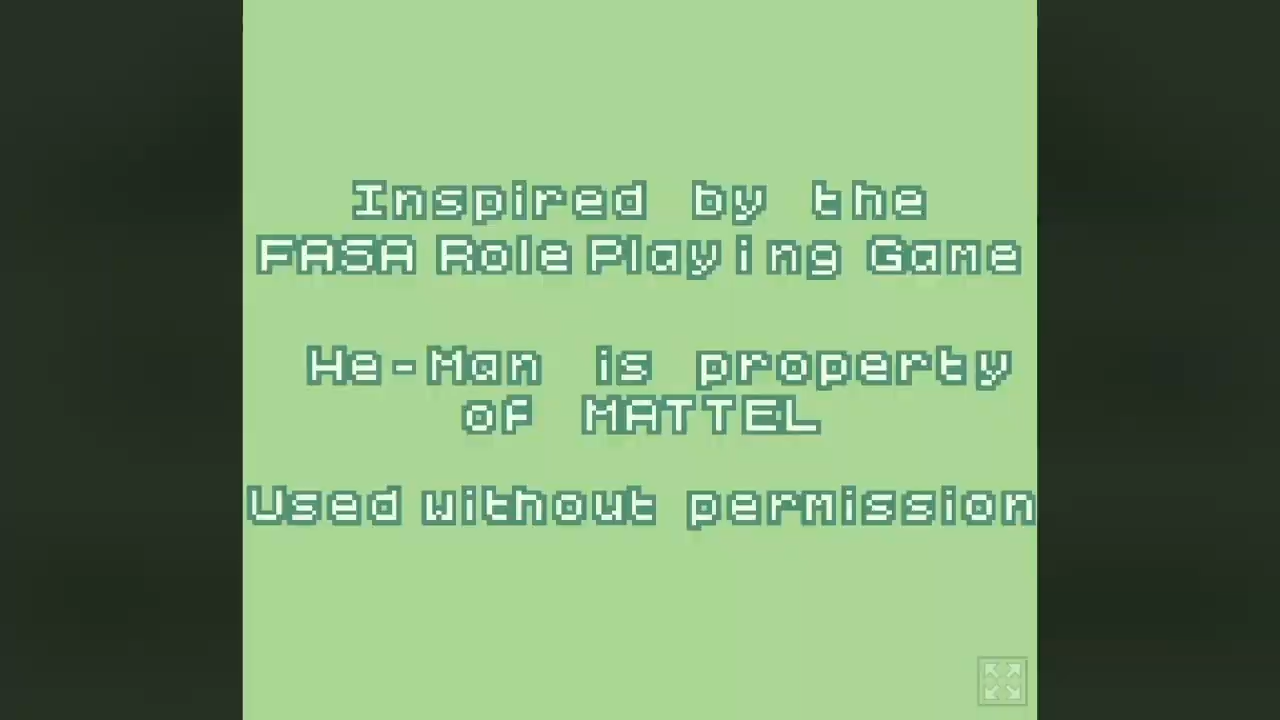 Inspired by the
FASA Role Playing Game
He-Man is property
of MATTEL
Used without permission